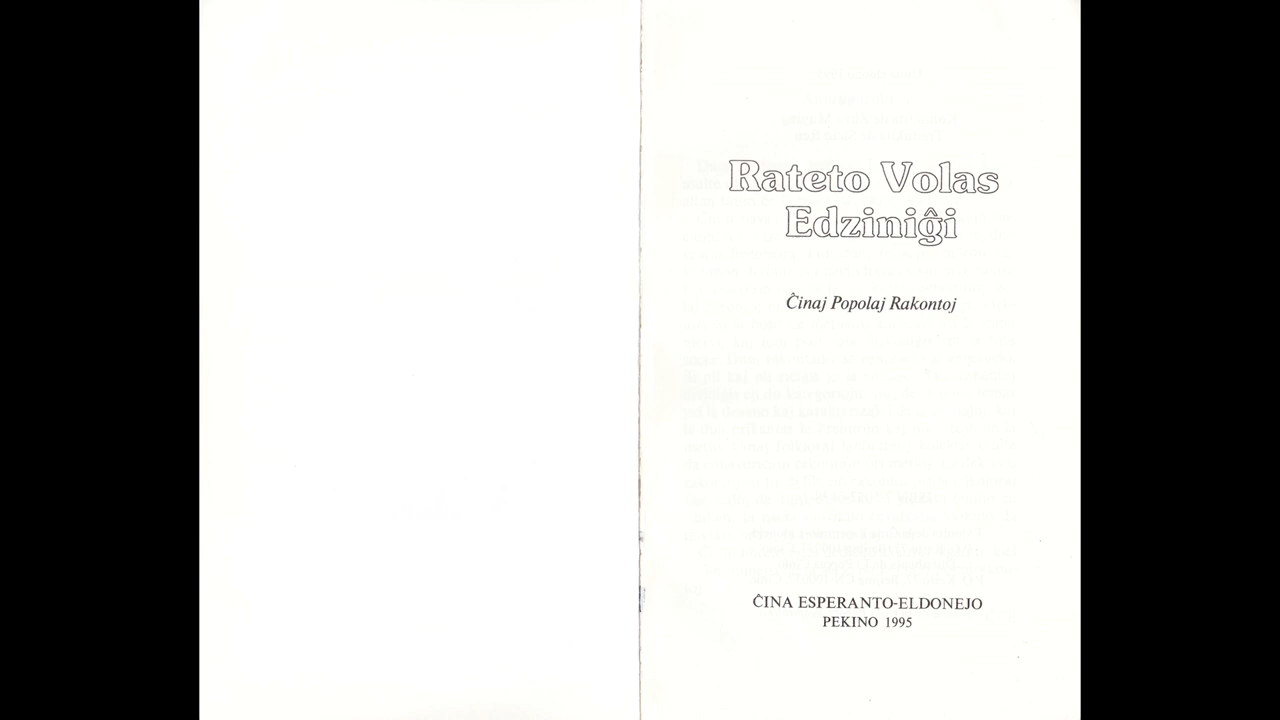 Rateto Volas
Edziniĝi
Ĉinaj Popolaj Rakontoj
ĈINA ESPERANTO-ELDONEJO
PEKINO 1995